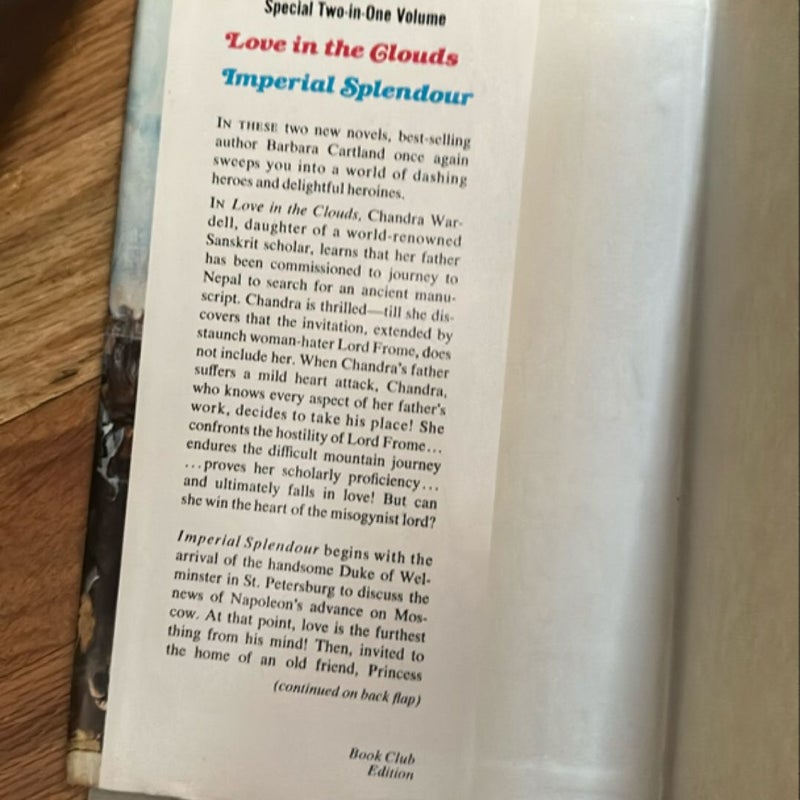 Special Two-in-One Volume
Love in the Clouds
Imperial Splendour
IN THESE two new novels, best-selling
author Barbara Cartland once again
sweeps you into a world of dashing
heroes and delightful heroines.
IN Love in the Clouds, Chandra War-
dell, daughter of a world-renowned
Sanskrit scholar, learns that her father
has been commissioned to journey to
Nepal to search for an ancient manu-
script. Chandra is thrilled—till she dis-
covers that the invitation, extended by
staunch woman-hater Lord Frome, does
not include her. When Chandra's father
suffers a mild heart attack, Chandra,
who knows every aspect of her father's
work, decides to take his place! She
confronts the hostility of Lord Frome...
endures the difficult mountain journey
...proves her scholarly proficiency...
and ultimately falls in love! But can
she win the heart of the misogynist lord?
Imperial Splendour begins with the
arrival of the handsome Duke of Wel-
minster in St. Petersburg to discuss the
news of Napoleon's advance on Mos-
cow. At that point, love is the furthest
thing from his mind! Then, invited to
the home of an old friend, Princess
(continued on back flap)
Book Club
Edition